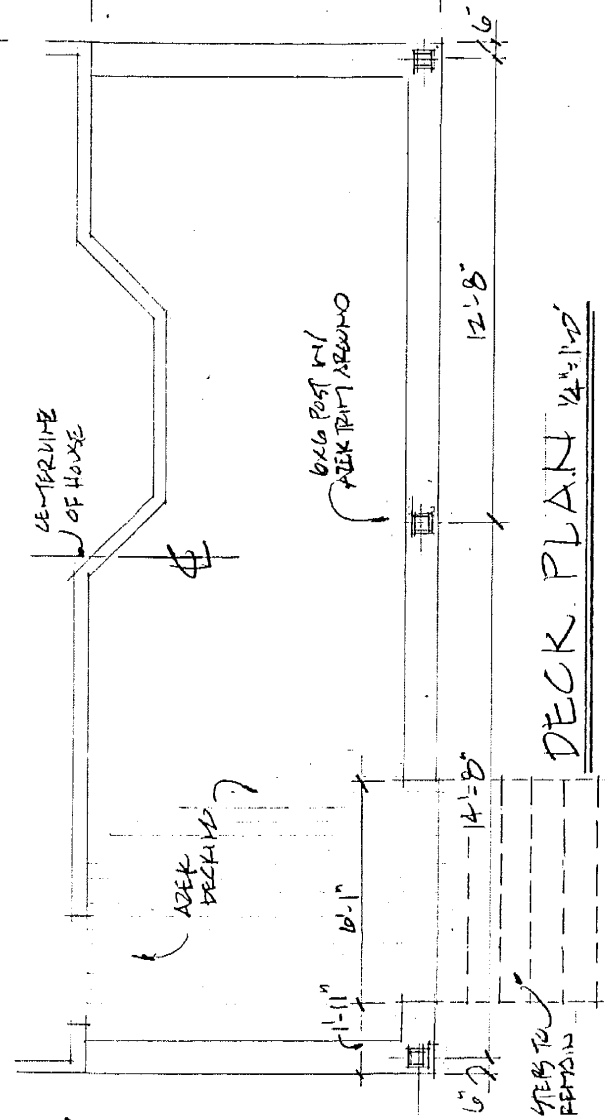 CENTERLINE
OF HOUSE
℄
AZEK
DECKING
6x6 POST W/
AZEK TRIM AROUND
1'-11"
6'-1"
6"
14'-8"
12'-8"
6"
STEPS TO
REMAIN
DECK PLAN 1/4"=1'-0"